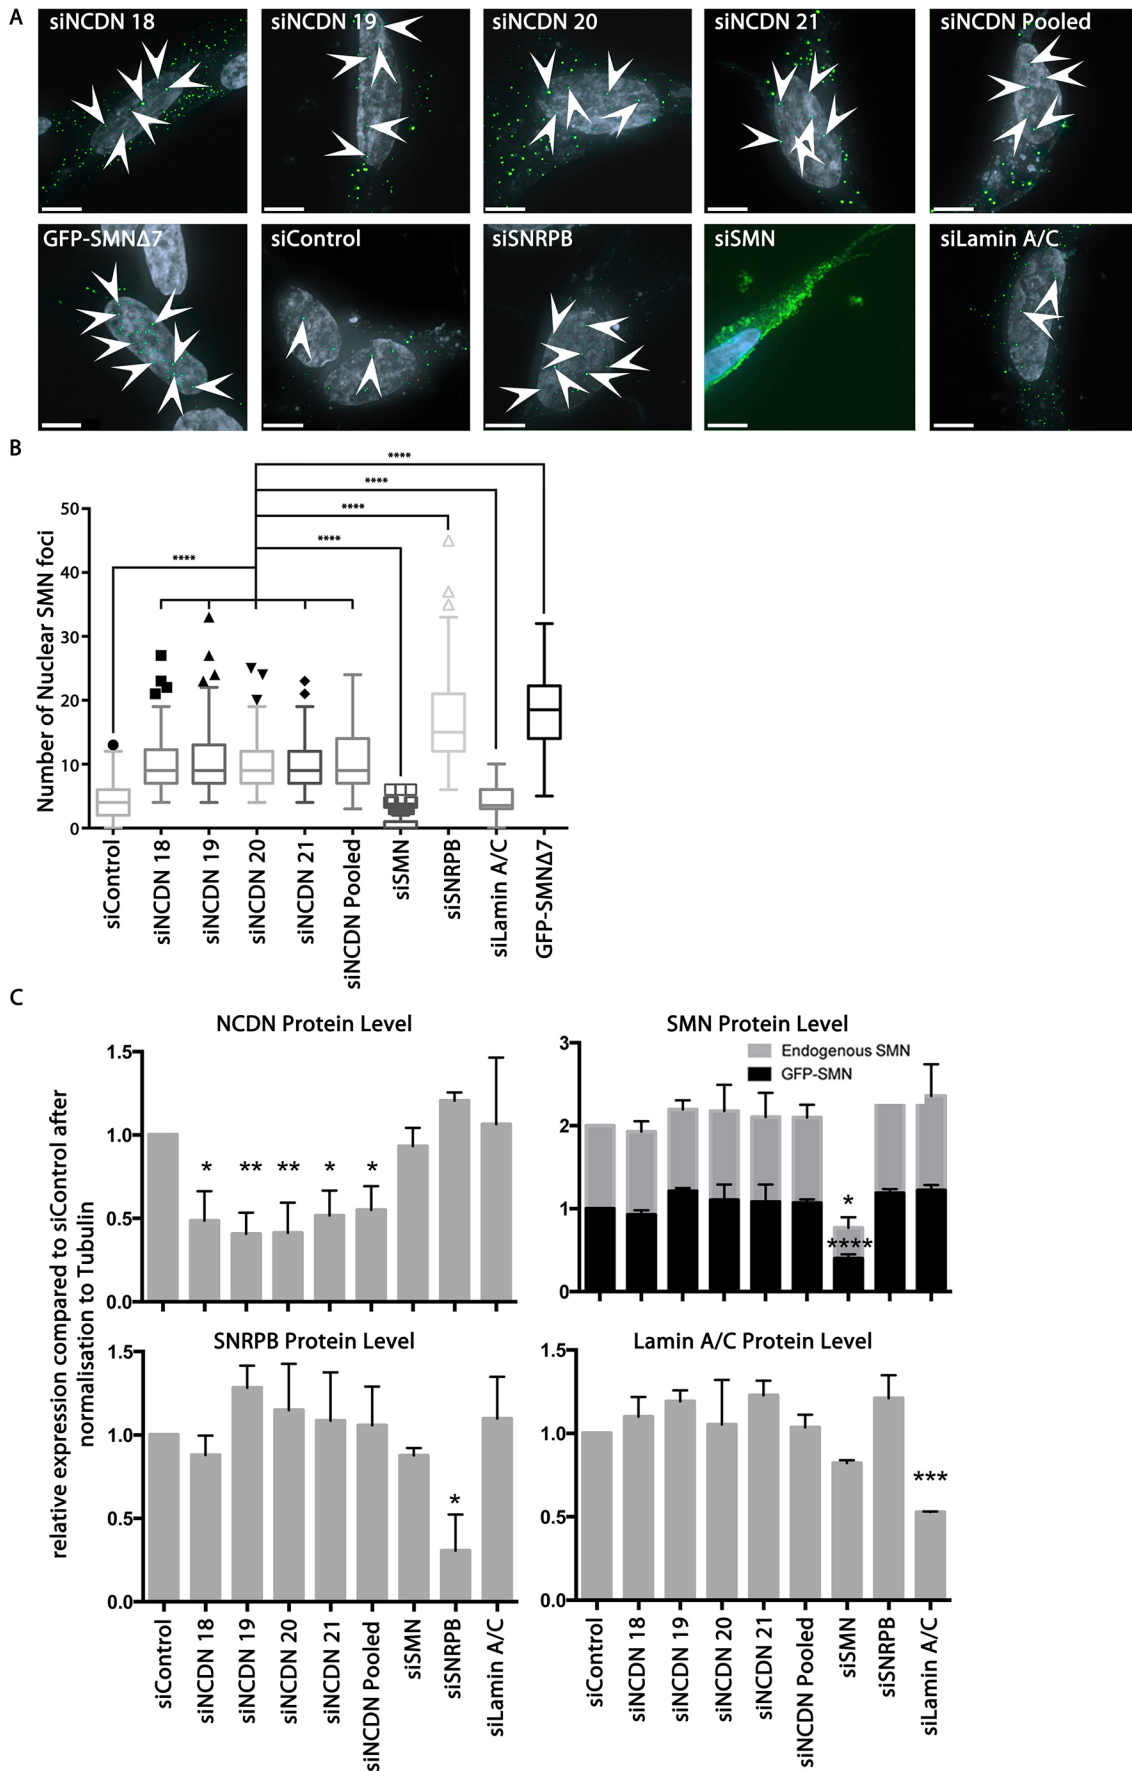 A
siNCDN 18
siNCDN 19
siNCDN 20
siNCDN 21
siNCDN Pooled
GFP-SMNΔ7
siControl
siSNRPB
siSMN
siLamin A/C
B
Number of Nuclear SMN foci
50
40
30
20
10
0
****
****
****
****
****
siControl
siNCDN 18
siNCDN 19
siNCDN 20
siNCDN 21
siNCDN Pooled
siSMN
siSNRPB
siLamin A/C
GFP-SMNΔ7
C
relative expression compared to siControl after
normalisation to Tubulin
NCDN Protein Level
1.5
1.0
0.5
0.0
*
**
**
*
*
SMN Protein Level
Endogenous SMN
GFP-SMN
3
2
1
0
*
****
SNRPB Protein Level
1.5
1.0
0.5
0.0
*
siControl
siNCDN 18
siNCDN 19
siNCDN 20
siNCDN 21
siNCDN Pooled
siSMN
siSNRPB
siLamin A/C
Lamin A/C Protein Level
1.5
1.0
0.5
0.0
***
siControl
siNCDN 18
siNCDN 19
siNCDN 20
siNCDN 21
siNCDN Pooled
siSMN
siSNRPB
siLamin A/C